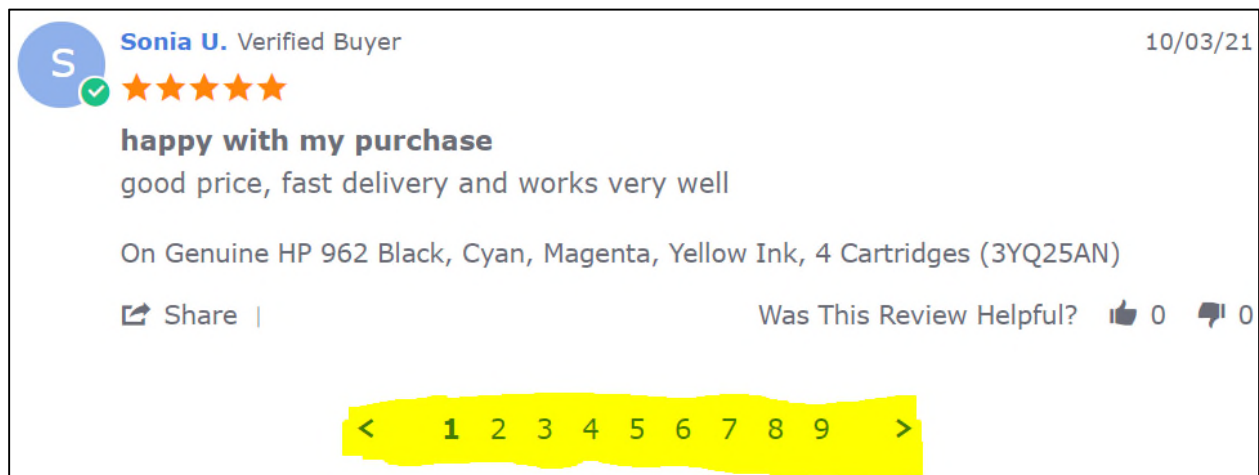 S
Sonia U. Verified Buyer 10/03/21
happy with my purchase
good price, fast delivery and works very well
On Genuine HP 962 Black, Cyan, Magenta, Yellow Ink, 4 Cartridges (3YQ25AN)
Share | Was This Review Helpful? 0 0
< 1 2 3 4 5 6 7 8 9 >